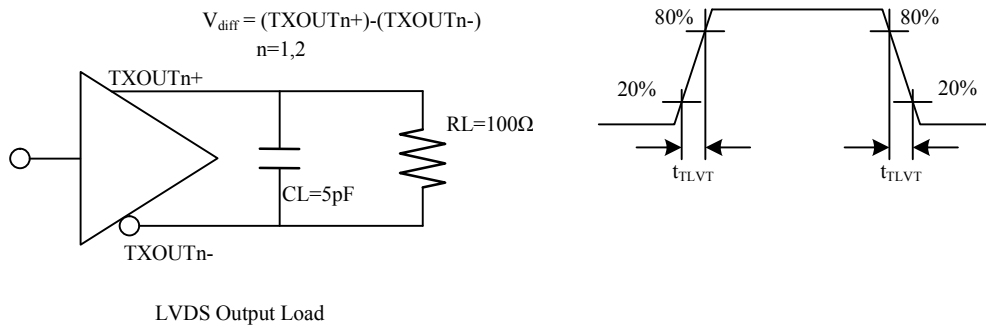 V_diff = (TXOUTn+)-(TXOUTn-)
n=1,2
TXOUTn+
RL=100Ω
CL=5pF
TXOUTn-
LVDS Output Load
80%
80%
20%
20%
t_TLVT
t_TLVT